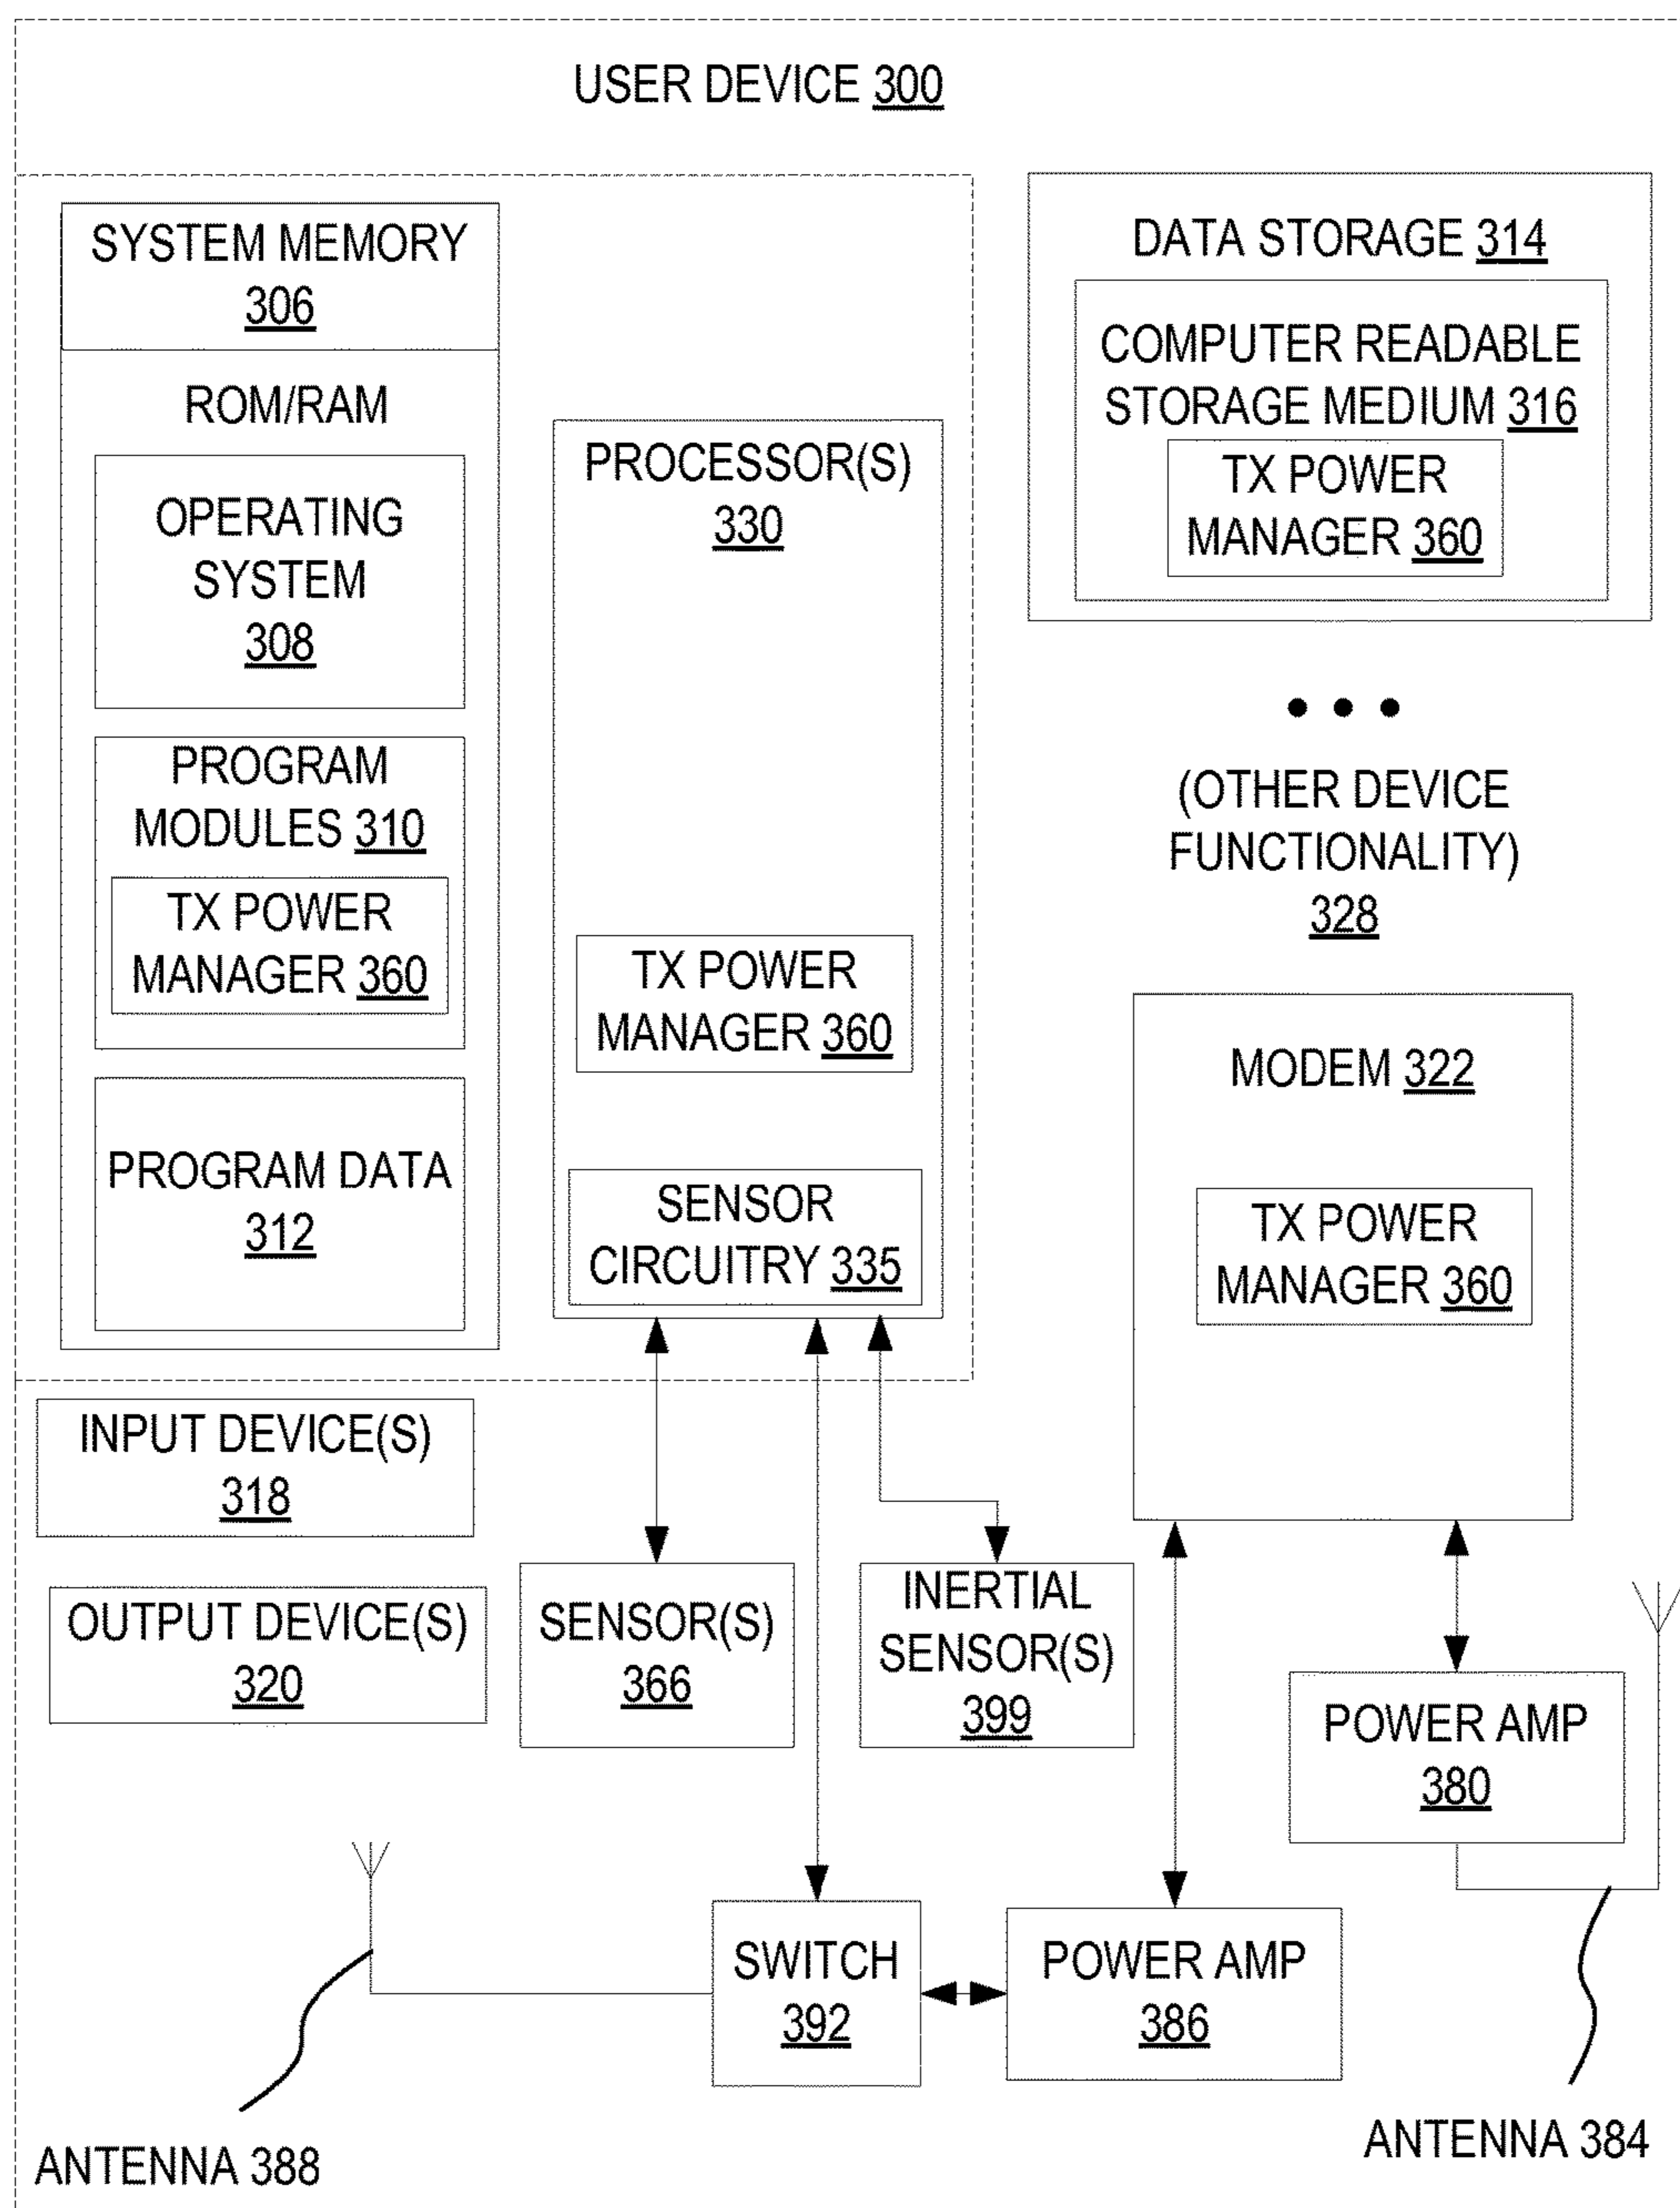 USER DEVICE 300
SYSTEM MEMORY
306
ROM/RAM
OPERATING
SYSTEM
308
PROGRAM
MODULES 310
TX POWER
MANAGER 360
PROGRAM DATA
312
PROCESSOR(S)
330
TX POWER
MANAGER 360
SENSOR
CIRCUITRY 335
DATA STORAGE 314
COMPUTER READABLE
STORAGE MEDIUM 316
TX POWER
MANAGER 360
(OTHER DEVICE
FUNCTIONALITY)
328
MODEM 322
TX POWER
MANAGER 360
INPUT DEVICE(S)
318
OUTPUT DEVICE(S)
320
SENSOR(S)
366
INERTIAL
SENSOR(S)
399
POWER AMP
380
SWITCH
392
POWER AMP
386
ANTENNA 388
ANTENNA 384